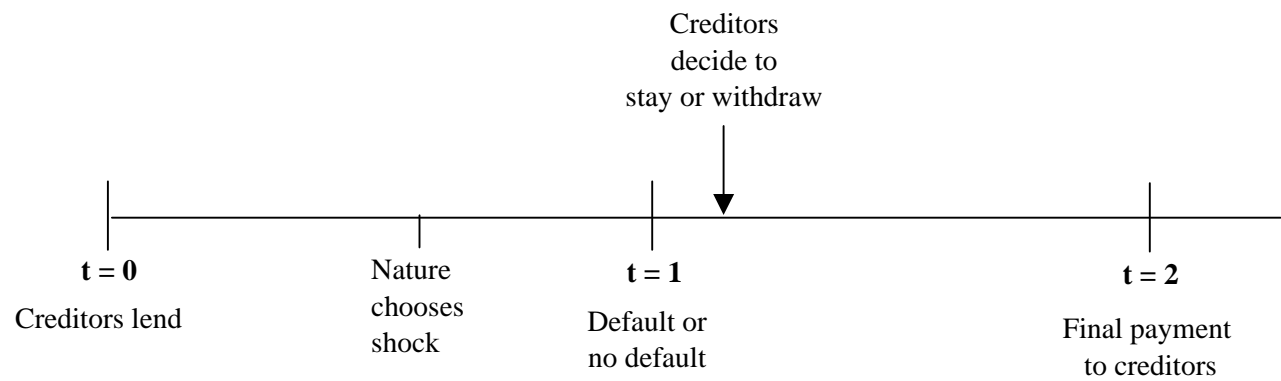 Creditors
decide to
stay or withdraw
t = 0
Creditors lend
Nature
chooses
shock
t = 1
Default or
no default
t = 2
Final payment
to creditors